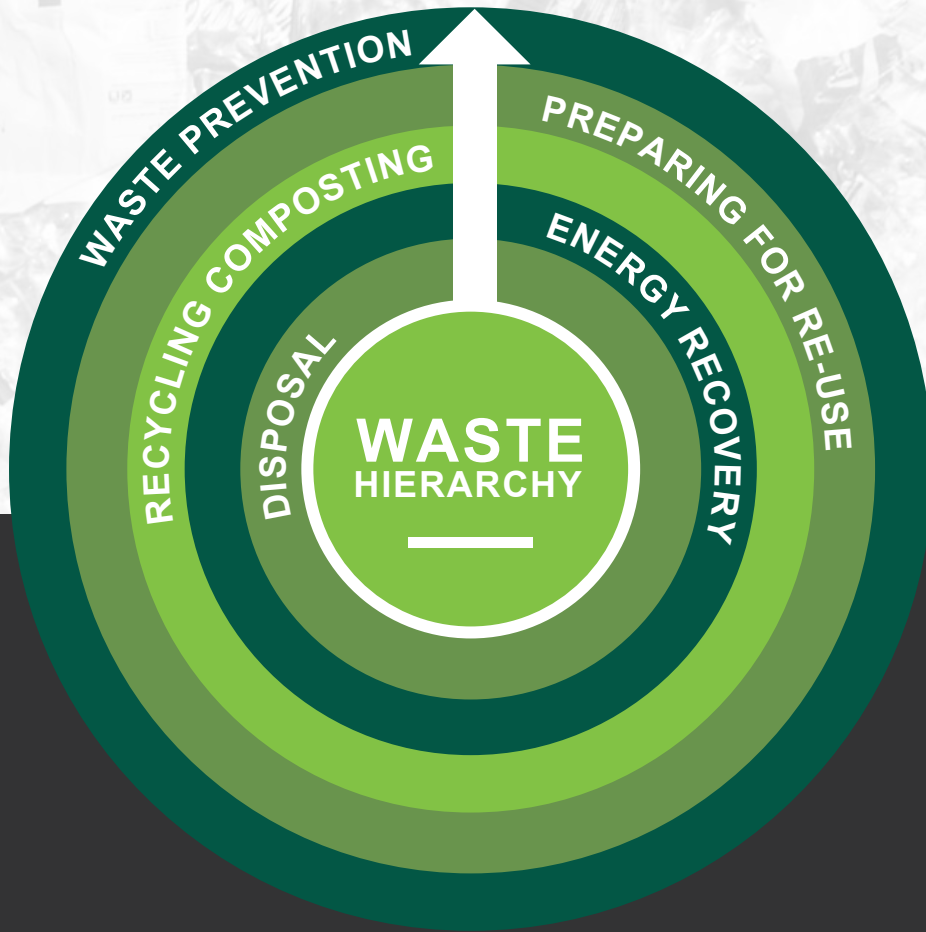 WASTE PREVENTION
PREPARING FOR RE-USE
RECYCLING COMPOSTING
ENERGY RECOVERY
DISPOSAL
WASTE
HIERARCHY